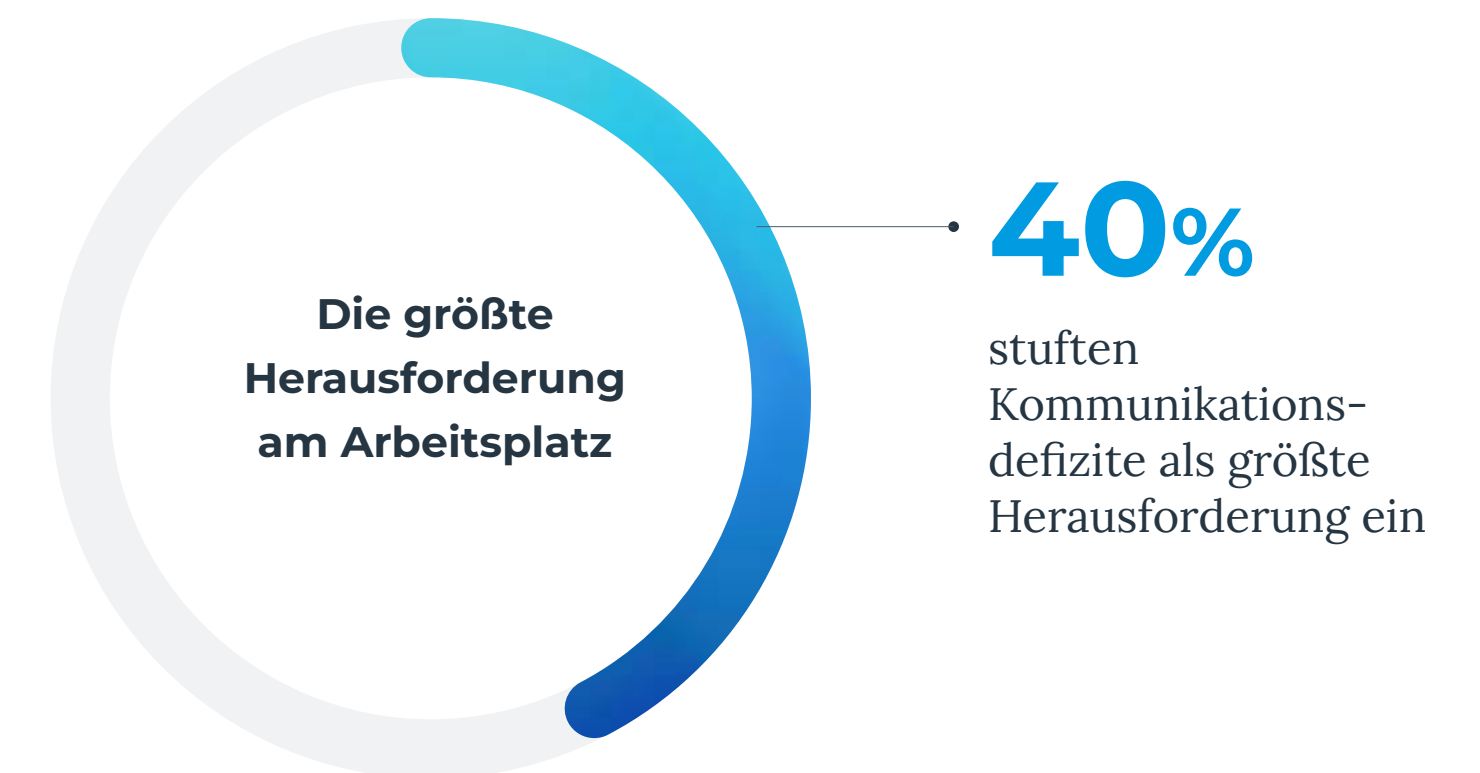 Die größte
Herausforderung
am Arbeitsplatz
40%
stuften
Kommunikations-
defizite als größte
Herausforderung ein